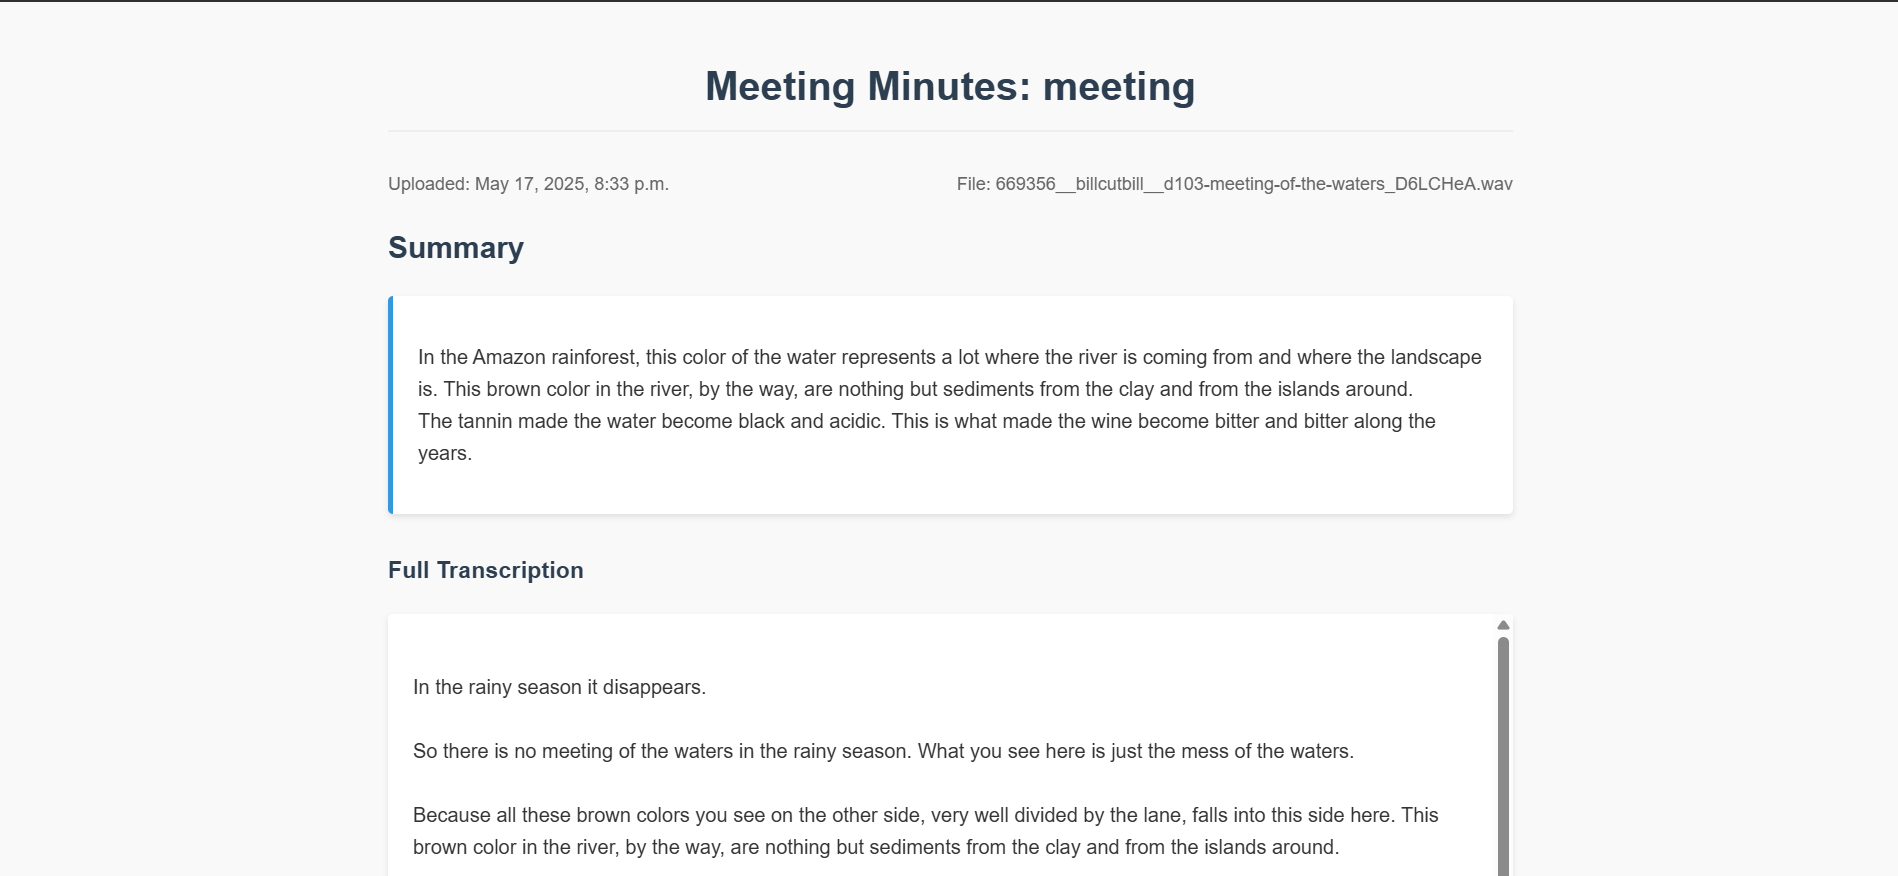 Meeting Minutes: meeting
Uploaded: May 17, 2025, 8:33 p.m.
File: 669356__billcutbill__d103-meeting-of-the-waters_D6LCHeA.wav
Summary
In the Amazon rainforest, this color of the water represents a lot where the river is coming from and where the landscape
is. This brown color in the river, by the way, are nothing but sediments from the clay and from the islands around.
The tannin made the water become black and acidic. This is what made the wine become bitter and bitter along the
years.
Full Transcription
In the rainy season it disappears.
So there is no meeting of the waters in the rainy season. What you see here is just the mess of the waters.
Because all these brown colors you see on the other side, very well divided by the lane, falls into this side here. This
brown color in the river, by the way, are nothing but sediments from the clay and from the islands around.